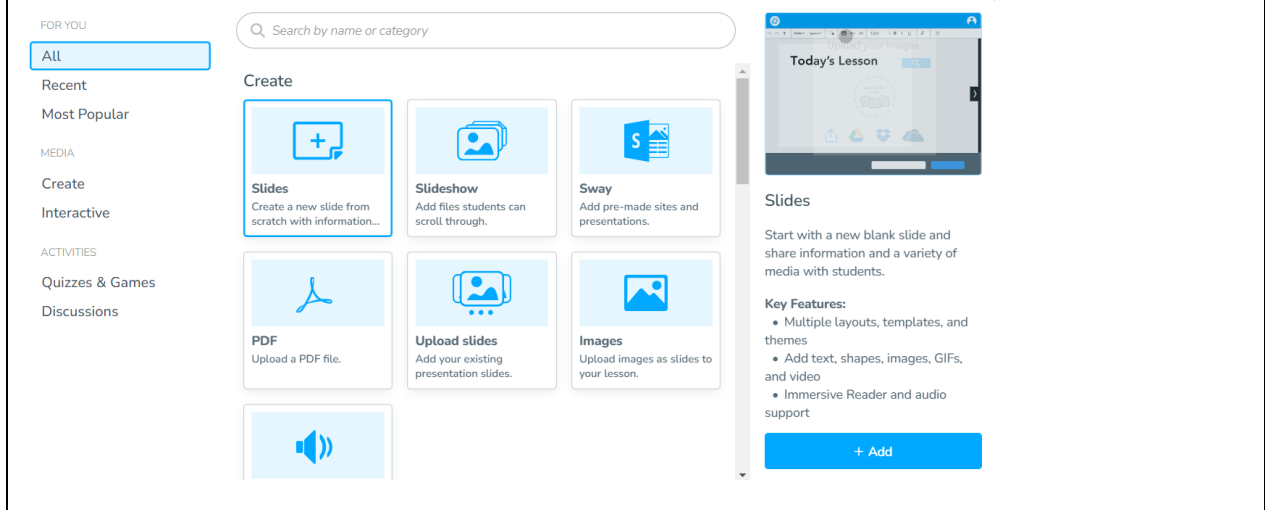 FOR YOU
All
Recent
Most Popular
MEDIA
Create
Interactive
ACTIVITIES
Quizzes & Games
Discussions
Search by name or category
Create
Slides
Create a new slide from
scratch with information...
Slideshow
Add files students can
scroll through.
S
Sway
Add pre-made sites and
presentations.
PDF
Upload a PDF file.
Upload slides
Add your existing
presentation slides.
Images
Upload images as slides to
your lesson.
Upload your Images
Today's Lesson
Slides
Start with a new blank slide and
share information and a variety of
media with students.
Key Features:
• Multiple layouts, templates, and
themes
• Add text, shapes, images, GIFs,
and video
• Immersive Reader and audio
support
+ Add